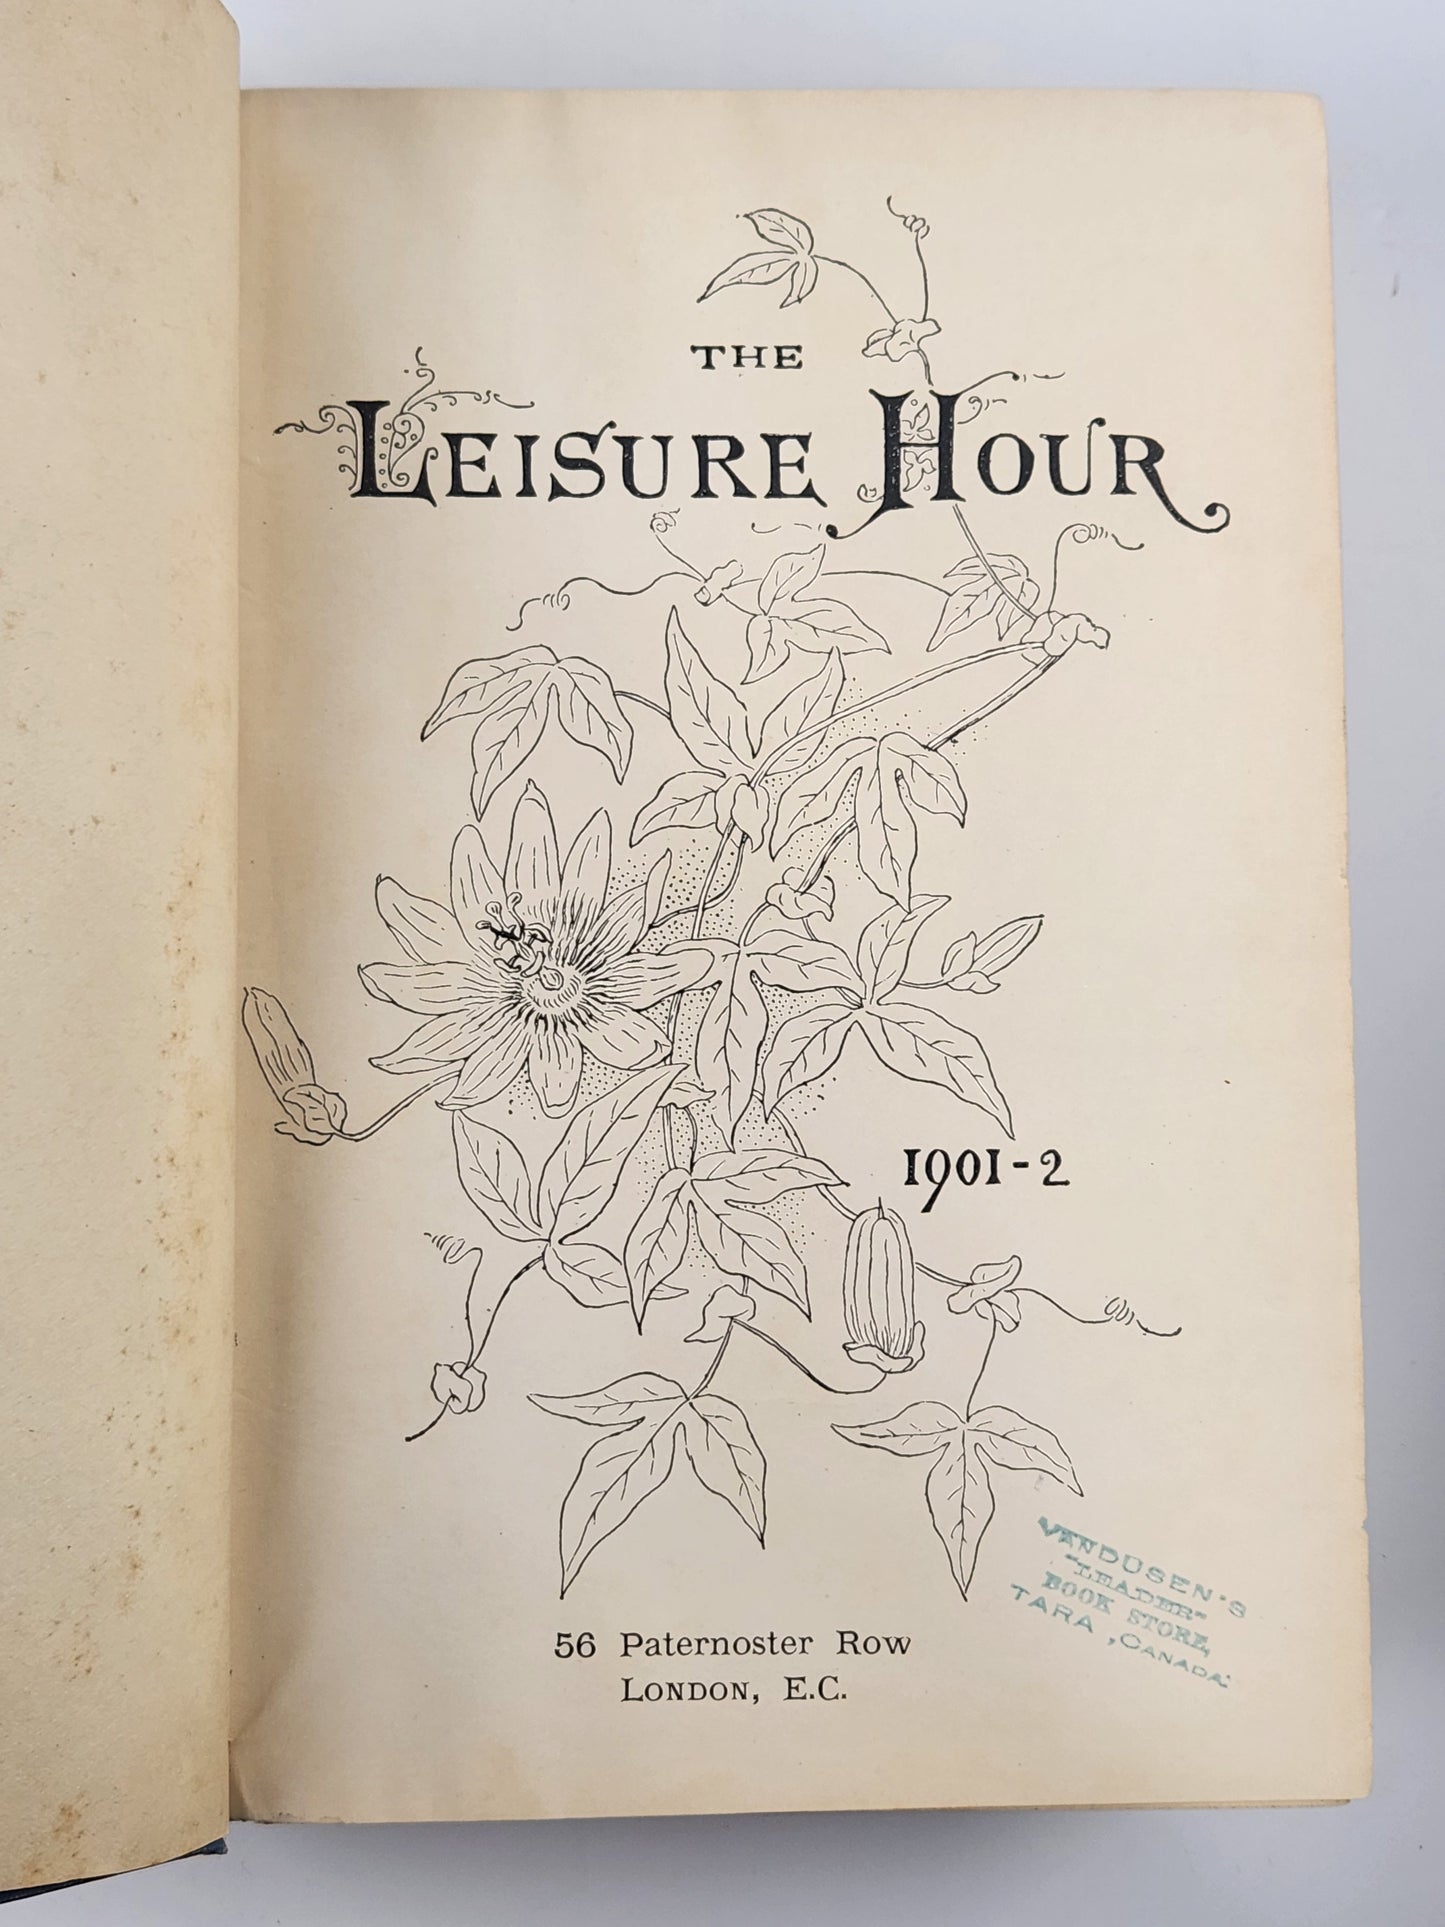 THE
LEISURE HOUR
1901-2
56 Paternoster Row
LONDON, E.C.
VANDUSEN'S
"LEADER"
BOOK STORE,
TARA, CANADA.